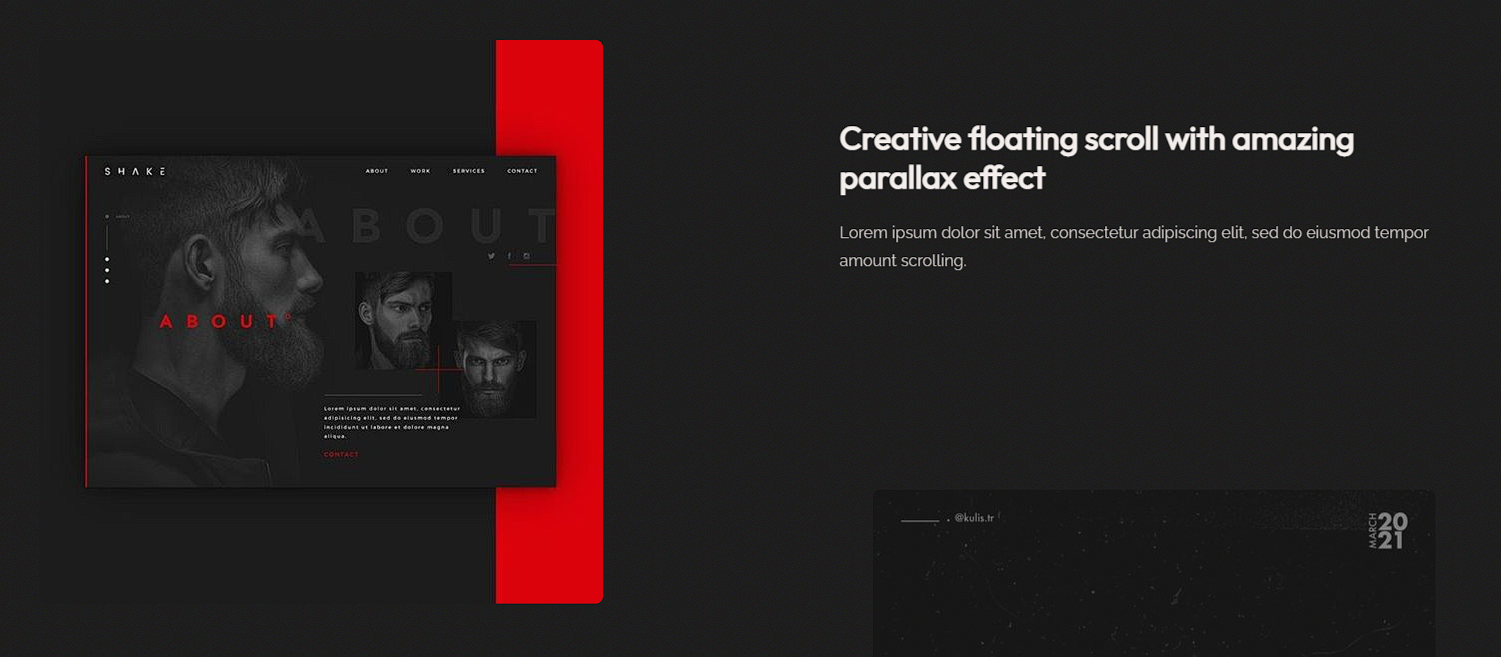 SHAKE
ABOUT WORK SERVICES CONTACT
ABOUT
ABOUT
ABOUT
Lorem ipsum dolor sit amet, consectetur
adipisicing elit, sed do eiusmod tempor
incididunt ut labore et dolore magna
aliqua.
CONTACT
Creative floating scroll with amazing
parallax effect
Lorem ipsum dolor sit amet, consectetur adipiscing elit, sed do eiusmod tempor
amount scrolling.
@kulis.tr
MARCH
20
21